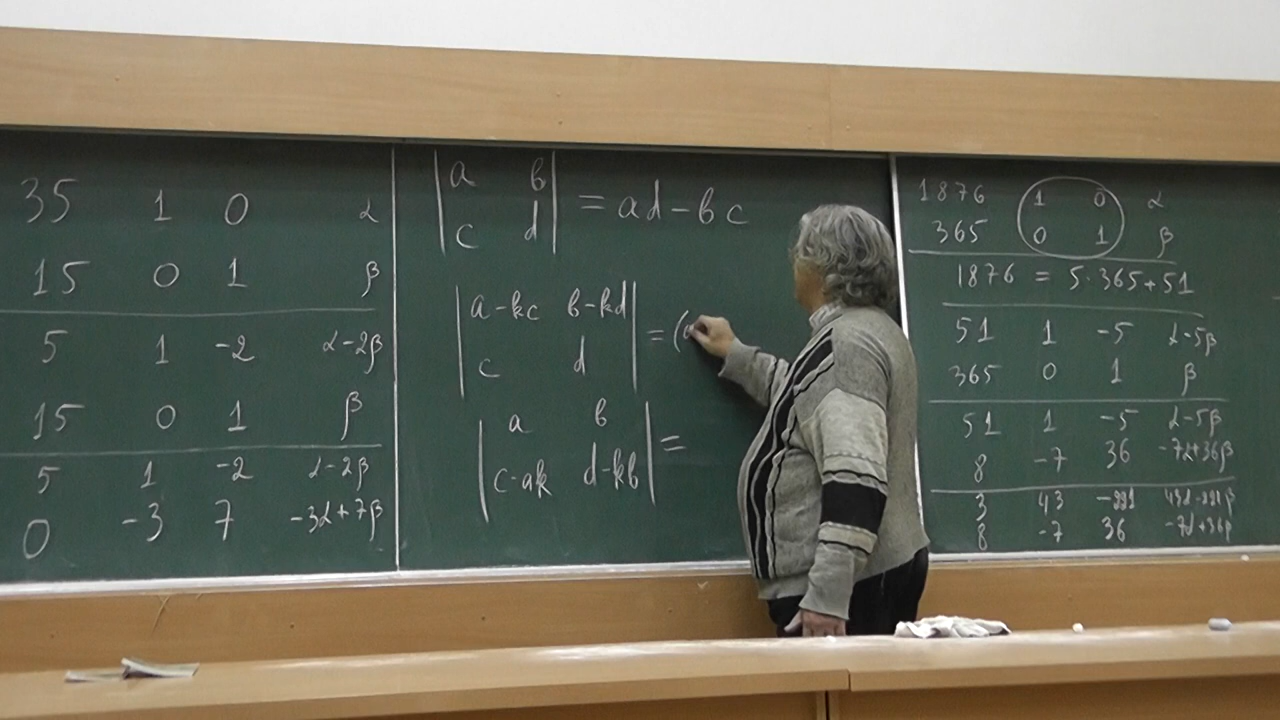 35 1 0 α
15 0 1 β
5 1 -2 α-2β
15 0 1 β
5 1 -2 α-2β
0 -3 7 -3α+7β
|a b|
|c d| = ad-bc
|a-kc b-kd|
|c d| = (a
|a b|
|c-ak d-kb| =
1876 1 0 α
365 0 1 β
1876 = 5·365+51
51 1 -5 α-5β
365 0 1 β
51 1 -5 α-5β
8 -7 36 -7α+36β
3 43 -221 43α-221β
8 -7 36 -7α+36β